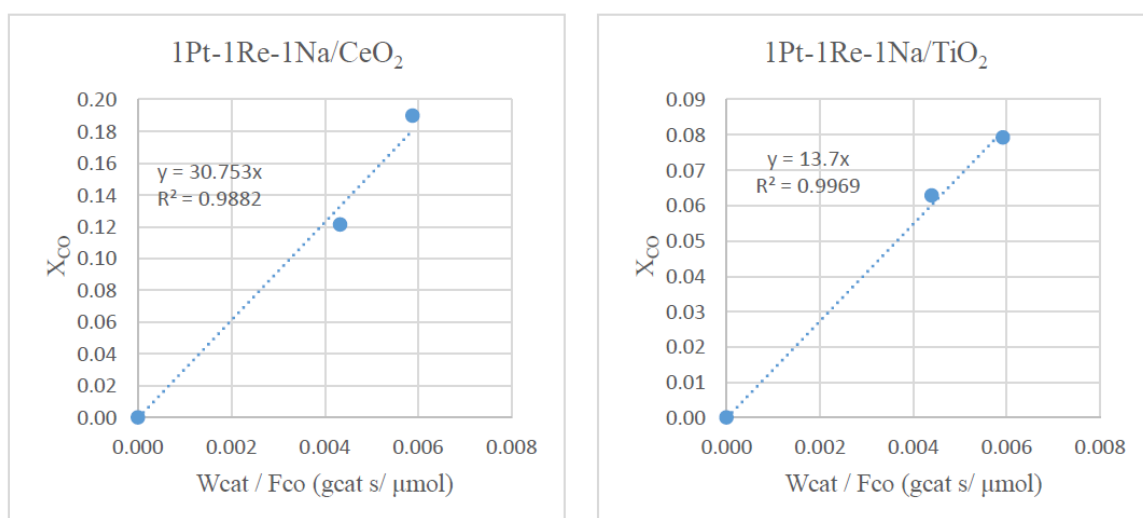 1Pt-1Re-1Na/CeO₂
0.20
0.18
0.16
0.14
0.12
0.10
0.08
0.06
0.04
0.02
0.00
y = 30.753x
R² = 0.9882
X_CO
0.000 0.002 0.004 0.006 0.008
Wcat / Fco (gcat s/ μmol)
1Pt-1Re-1Na/TiO₂
0.09
0.08
0.07
0.06
0.05
0.04
0.03
0.02
0.01
0.00
y = 13.7x
R² = 0.9969
X_CO
0.000 0.002 0.004 0.006 0.008
Wcat / Fco (gcat s/ μmol)